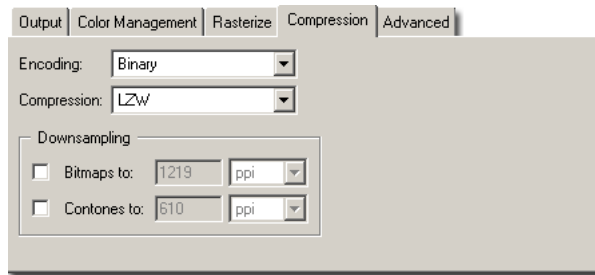 Output Color Management Rasterize Compression Advanced
Encoding: Binary
Compression: LZW
Downsampling
Bitmaps to: 1219 ppi
Contones to: 610 ppi